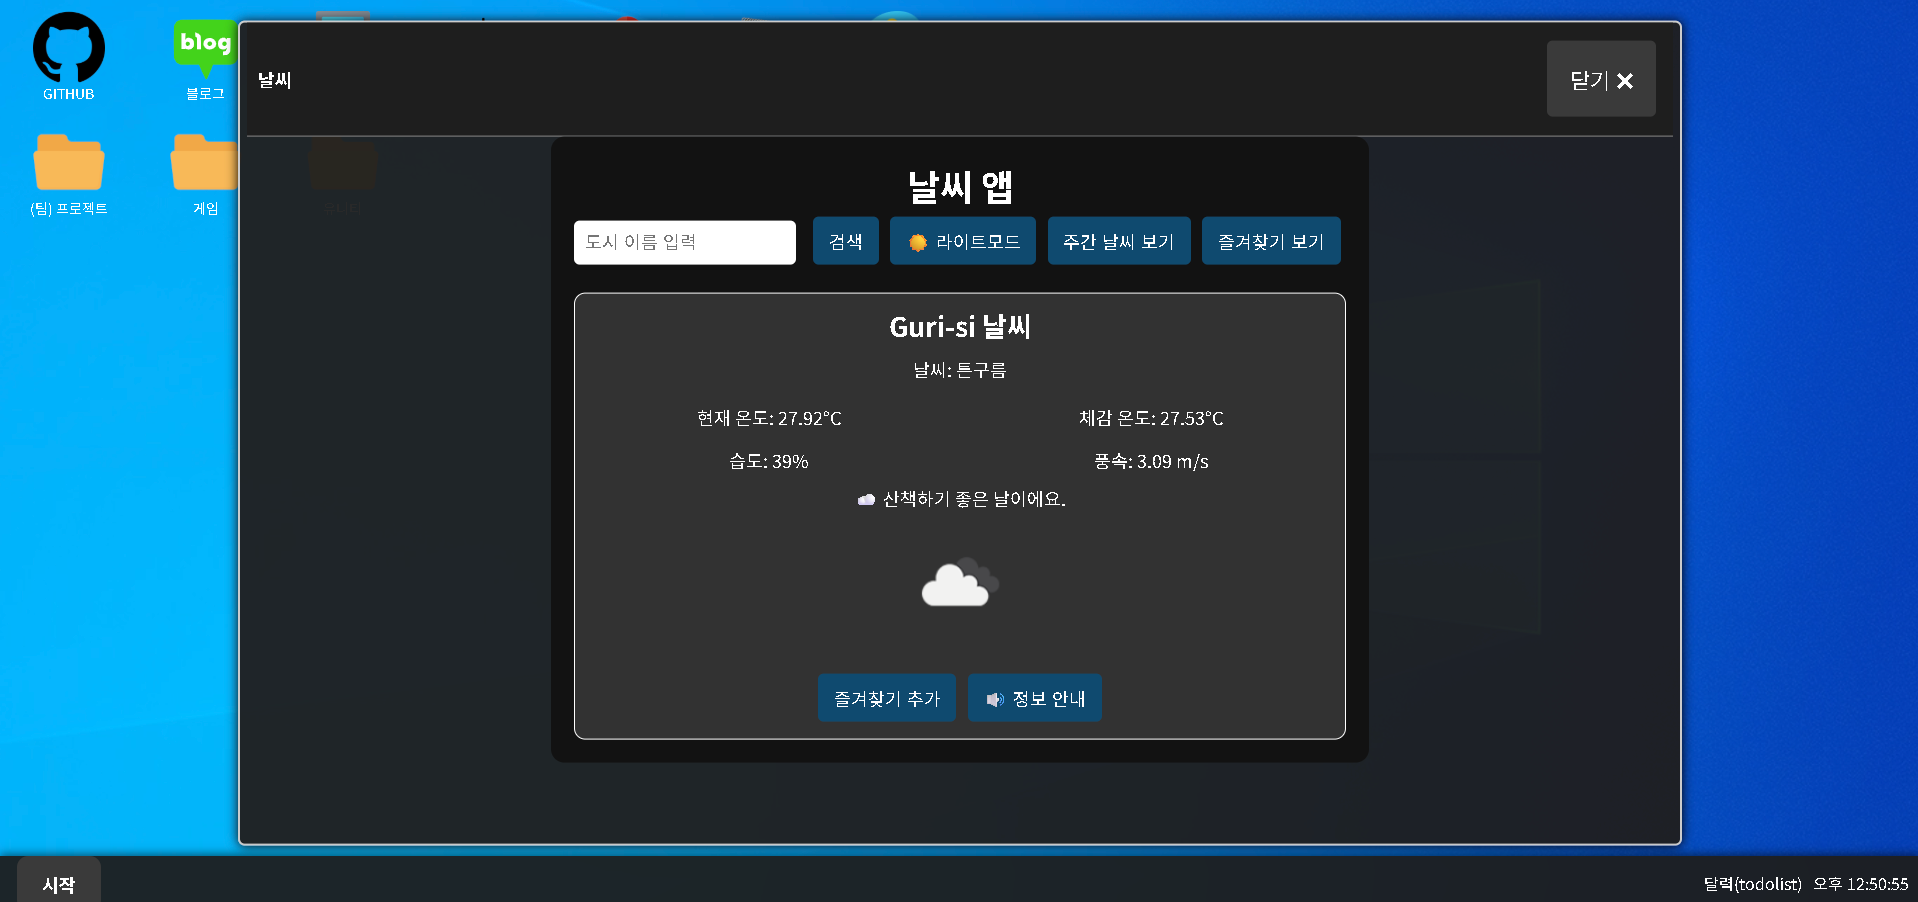 blog
GITHUB
블로그
(팀) 프로젝트
게임
날씨
닫기 ✕
날씨 앱
도시 이름 입력
검색
라이트모드
주간 날씨 보기
즐겨찾기 보기
Guri-si 날씨
날씨: 튼구름
현재 온도: 27.92°C
체감 온도: 27.53°C
습도: 39%
풍속: 3.09 m/s
산책하기 좋은 날이에요.
즐겨찾기 추가
정보 안내
시작
달력(todolist)
오후 12:50:55